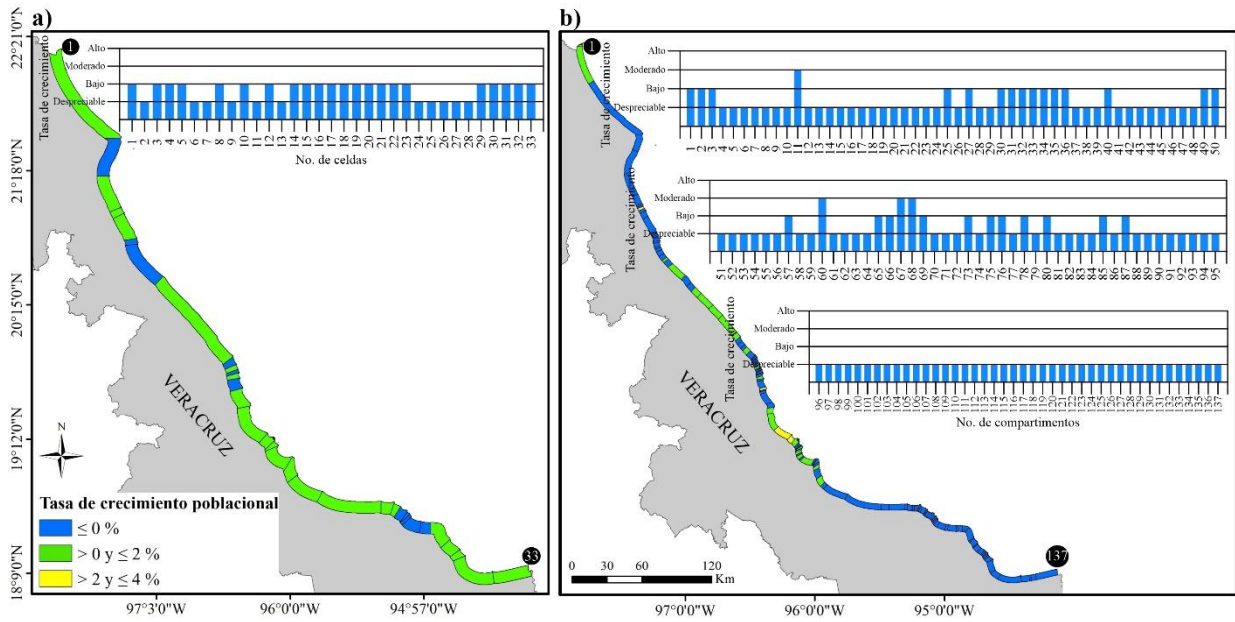 a)
22°21'0"N
21°18'0"N
20°15'0"N
19°12'0"N
18°9'0"N
1
Tasa de crecimiento
Alto
Moderado
Bajo
Despreciable
1 2 3 4 5 6 7 8 9 10 11 12 13 14 15 16 17 18 19 20 21 22 23 24 25 26 27 28 29 30 31 32 33
No. de celdas
VERACRUZ
N
Tasa de crecimiento poblacional
≤ 0 %
> 0 y ≤ 2 %
> 2 y ≤ 4 %
33
97°3'0"W 96°0'0"W 94°57'0"W
b)
1
Tasa de crecimiento
Alto
Moderado
Bajo
Despreciable
1 2 3 4 5 6 7 8 9 10 11 12 13 14 15 16 17 18 19 20 21 22 23 24 25 26 27 28 29 30 31 32 33 34 35 36 37 38 39 40 41 42 43 44 45 46 47 48 49 50
Tasa de crecimiento
Alto
Moderado
Bajo
Despreciable
51 52 53 54 55 56 57 58 59 60 61 62 63 64 65 66 67 68 69 70 71 72 73 74 75 76 77 78 79 80 81 82 83 84 85 86 87 88 89 90 91 92 93 94 95
Tasa de crecimiento
Alto
Moderado
Bajo
Despreciable
96 97 98 99 100 101 102 103 104 105 106 107 108 109 110 111 112 113 114 115 116 117 118 119 120 121 122 123 124 125 126 127 128 129 130 131 132 133 134 135 136 137
No. de compartimentos
VERACRUZ
137
0 30 60 120
Km
97°0'0"W 96°0'0"W 95°0'0"W